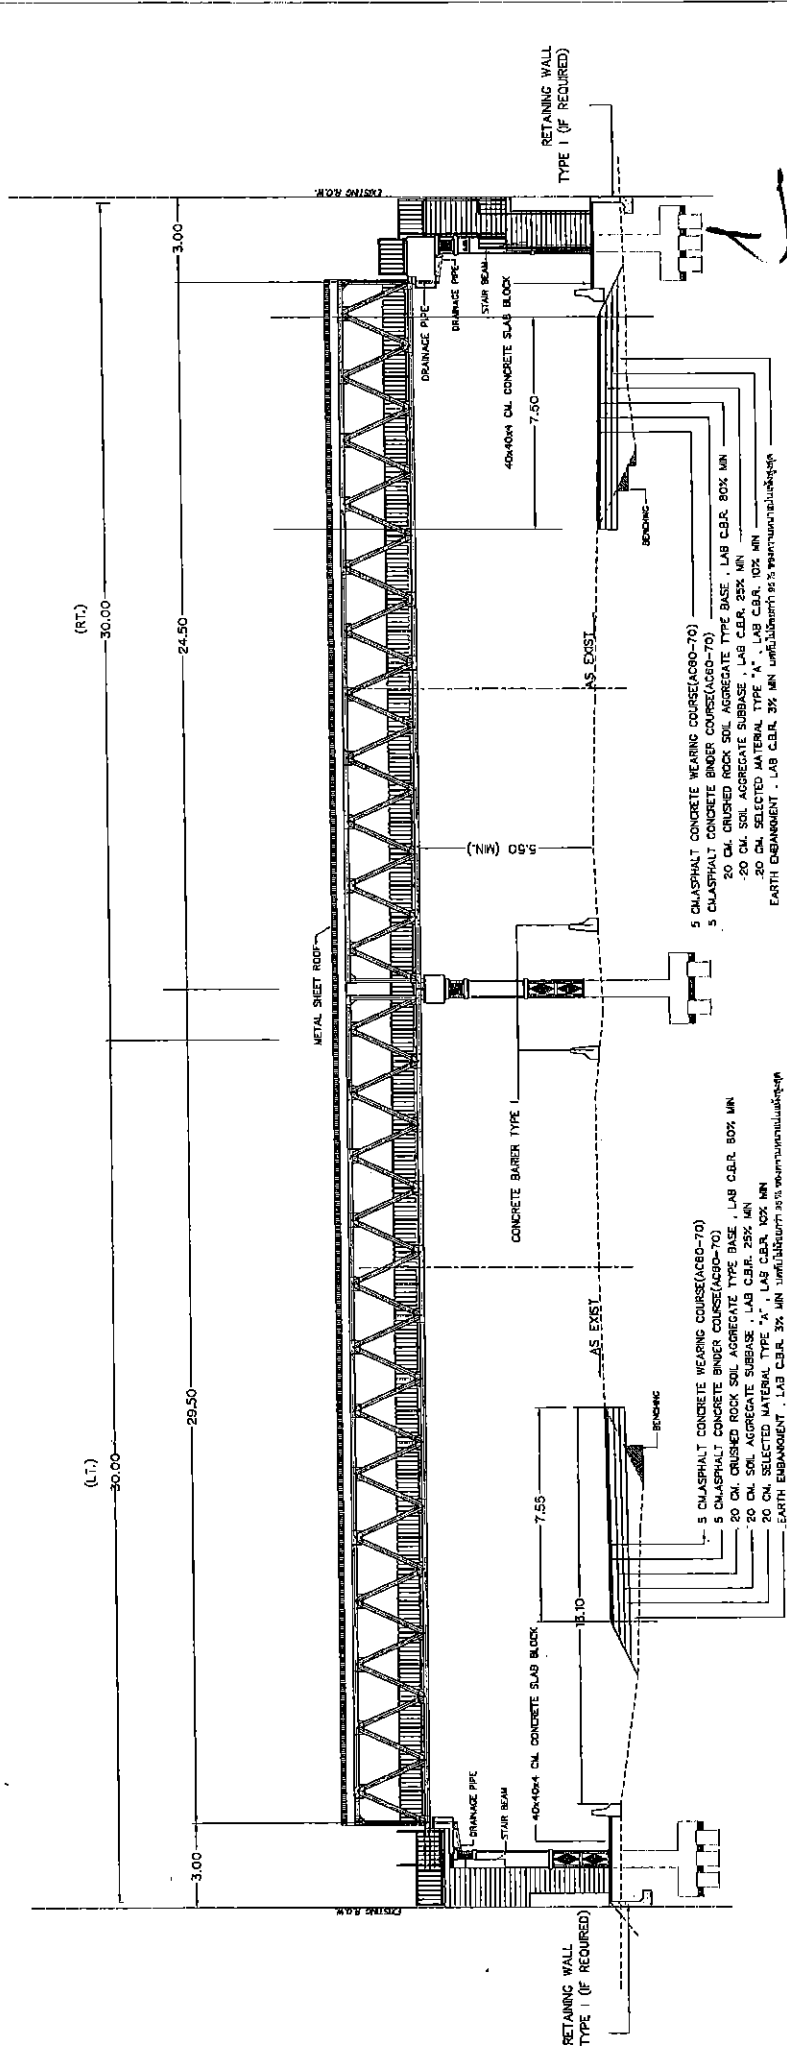 (LT.)
(RT.)
30.00
30.00
3.00
29.50
24.50
3.00
EXISTING R.O.W.
EXISTING R.O.W.
METAL SHEET ROOF
DRAINAGE PIPE
STAIR BEAM
40x40x4 CM. CONCRETE SLAB BLOCK
RETAINING WALL
TYPE I (IF REQUIRED)
13.10
7.55
AS EXIST
BENCHING
CONCRETE BARIER TYPE I
5.50 (MIN.)
AS EXIST
7.50
BENCHING
DRAINAGE PIPE
DRAINAGE PIPE
STAIR BEAM
40x40x4 CM. CONCRETE SLAB BLOCK
RETAINING WALL
TYPE I (IF REQUIRED)
5 CM.ASPHALT CONCRETE WEARING COURSE(AC60-70)
5 CM.ASPHALT CONCRETE BINDER COURSE(AC60-70)
20 CM. CRUSHED ROCK SOIL AGGREGATE TYPE BASE , LAB C.B.R. 80% MIN
20 CM. SOIL AGGREGATE SUBBASE , LAB C.B.R. 25% MIN
20 CM. SELECTED MATERIAL TYPE "A" , LAB C.B.R. 10% MIN
EARTH EMBANKMENT , LAB C.B.R. 3% MIN
5 CM.ASPHALT CONCRETE WEARING COURSE(AC60-70)
5 CM.ASPHALT CONCRETE BINDER COURSE(AC60-70)
20 CM. CRUSHED ROCK SOIL AGGREGATE TYPE BASE , LAB C.B.R. 80% MIN
20 CM. SOIL AGGREGATE SUBBASE , LAB C.B.R. 25% MIN
20 CM. SELECTED MATERIAL TYPE "A" , LAB C.B.R. 10% MIN
EARTH EMBANKMENT , LAB C.B.R. 3% MIN